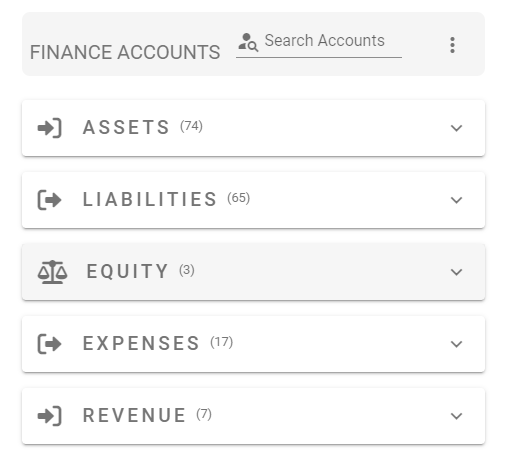 FINANCE ACCOUNTS Search Accounts
ASSETS (74)
LIABILITIES (65)
EQUITY (3)
EXPENSES (17)
REVENUE (7)